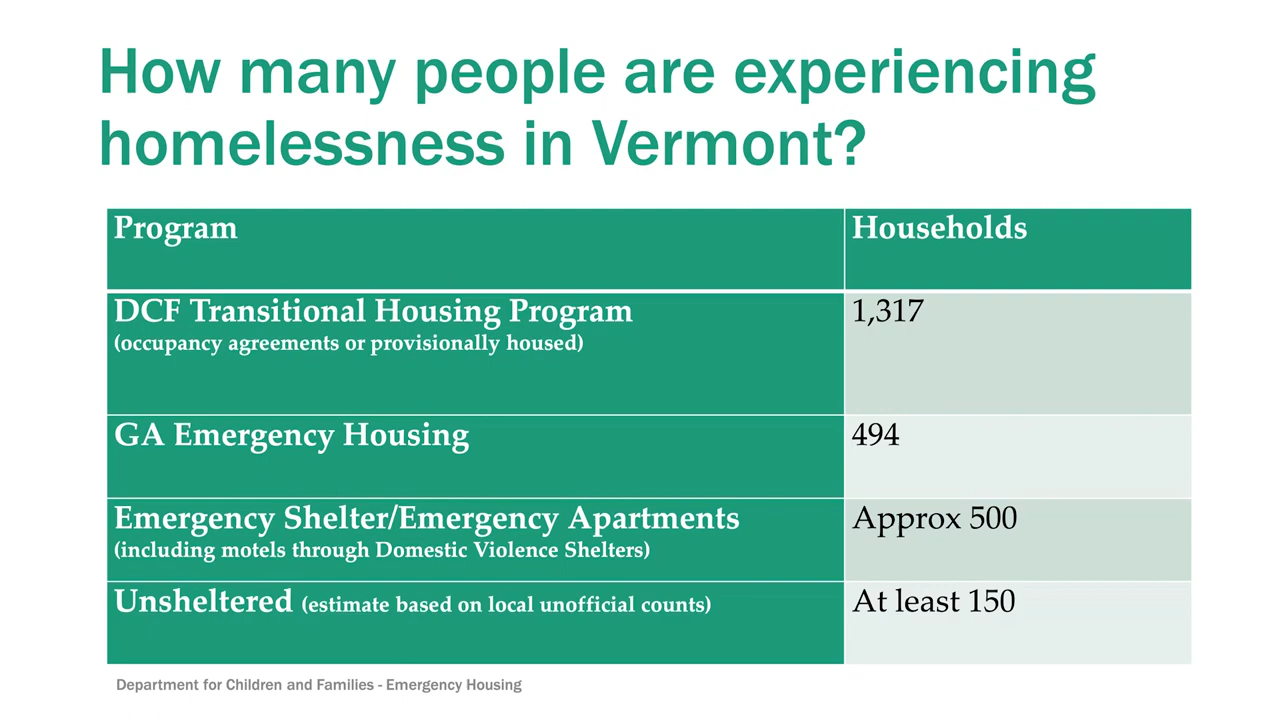 How many people are experiencing
homelessness in Vermont?
Program Households
DCF Transitional Housing Program 1,317
(occupancy agreements or provisionally housed)
GA Emergency Housing 494
Emergency Shelter/Emergency Apartments Approx 500
(including motels through Domestic Violence Shelters)
Unsheltered (estimate based on local unofficial counts) At least 150
Department for Children and Families - Emergency Housing